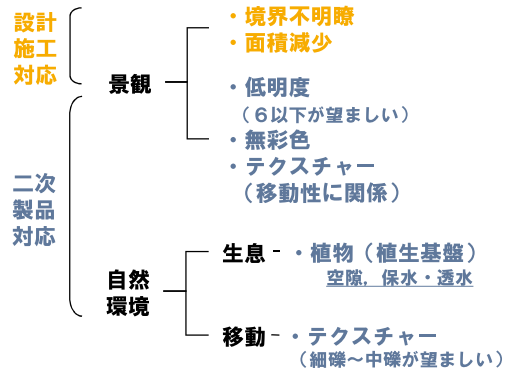 設計
施工
対応
・境界不明瞭
・面積減少
景観
・低明度
（６以下が望ましい）
・無彩色
・テクスチャー
（移動性に関係）
二次
製品
対応
自然
環境
生息 - ・植物（植生基盤）
空隙，保水・透水
移動 - ・テクスチャー
（細礫～中礫が望ましい）